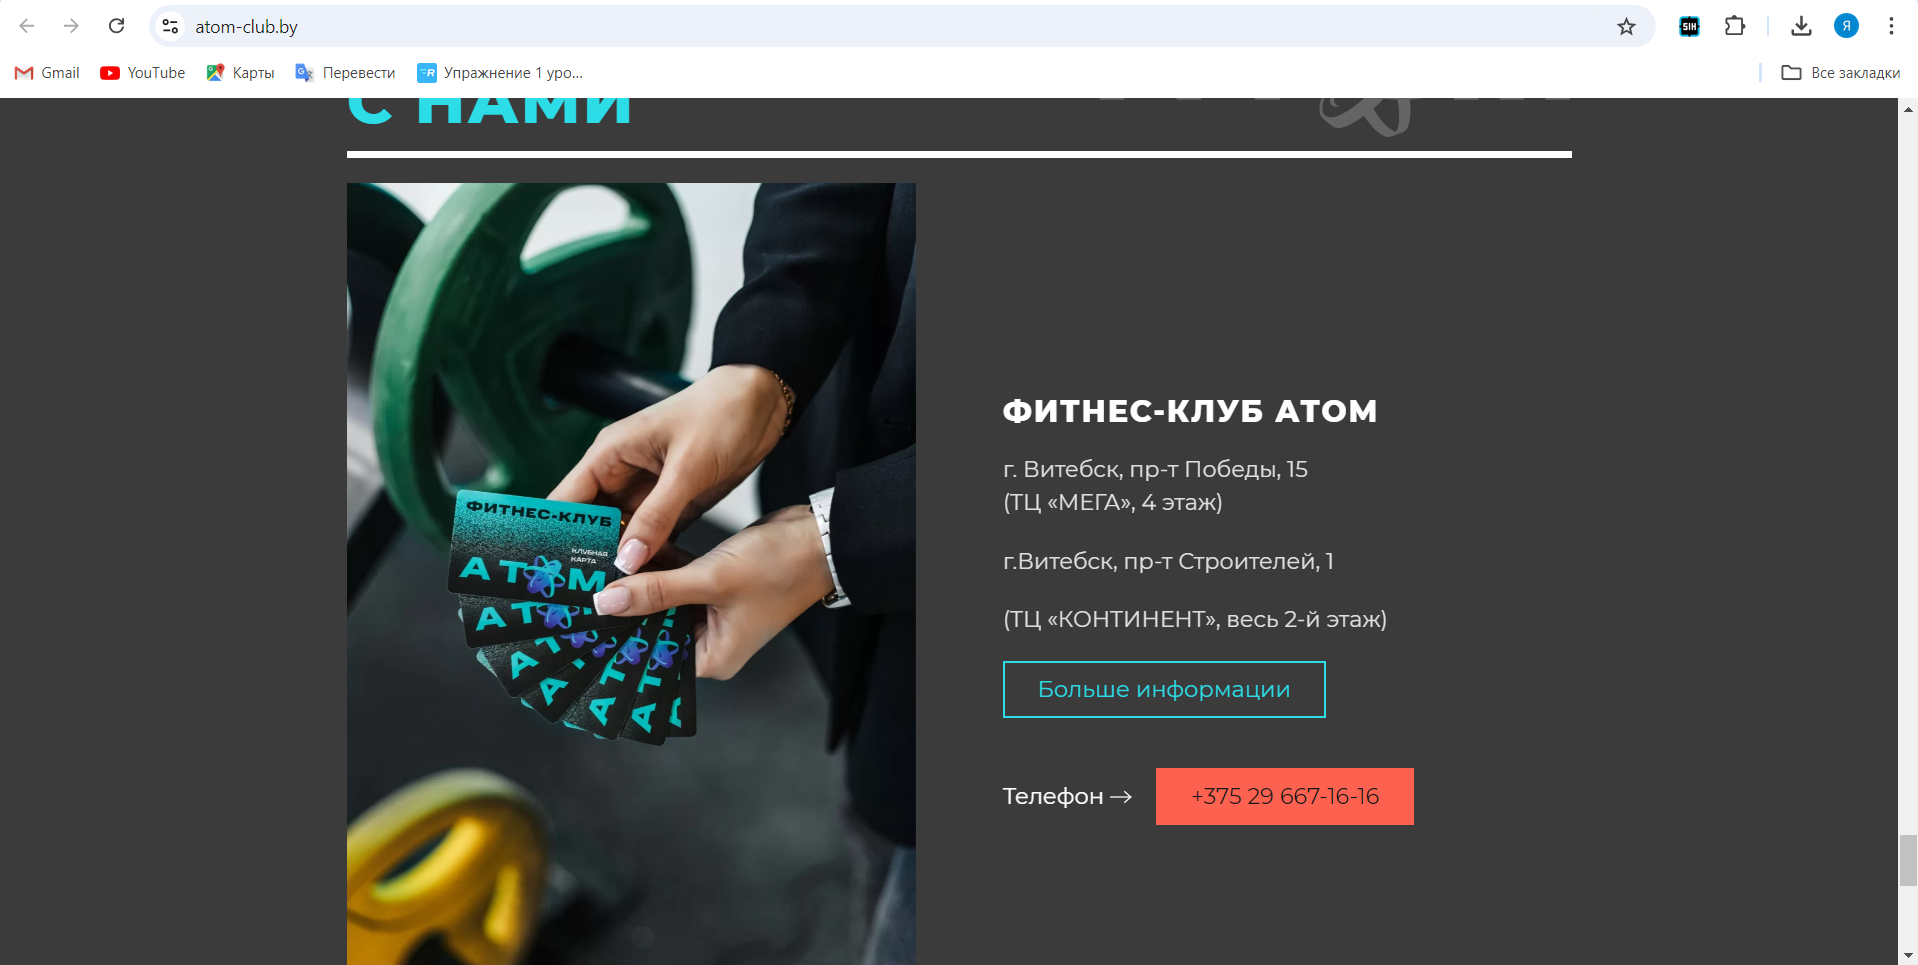 atom-club.by
Я
Gmail
YouTube
Карты
Перевести
Упражнение 1 уро...
Все закладки
С НАМИ
ФИТНЕС-КЛУБ
КЛУБНАЯ
КАРТА
АТОМ
ФИТНЕС-КЛУБ АТОМ
г. Витебск, пр-т Победы, 15
(ТЦ «МЕГА», 4 этаж)
г.Витебск, пр-т Строителей, 1
(ТЦ «КОНТИНЕНТ», весь 2-й этаж)
Больше информации
Телефон →
+375 29 667-16-16